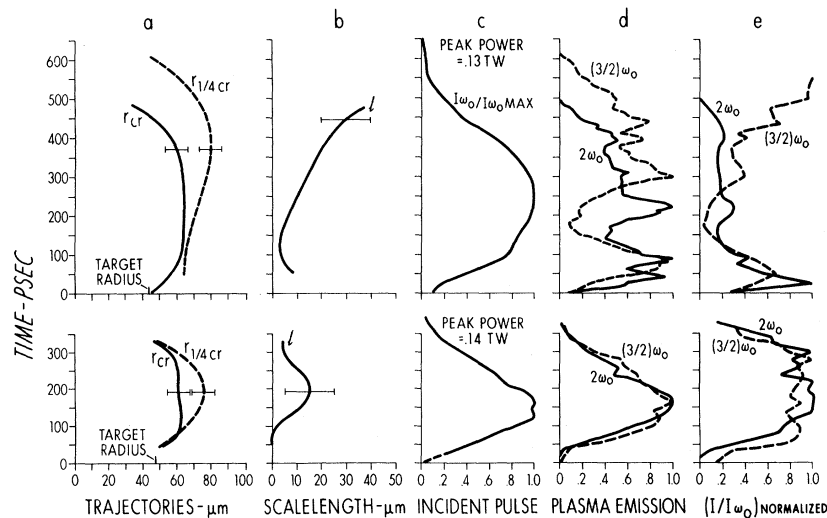 a b c d e
600
500
400
300
200
100
0
r1/4 cr
rcr
TARGET
RADIUS
l
PEAK POWER
=.13 TW
Iω₀/Iω₀MAX
(3/2)ω₀
2ω₀
2ω₀
(3/2)ω₀
TIME-PSEC
300
200
100
0
rcr
r1/4 cr
TARGET
RADIUS
l
PEAK POWER
=.14 TW
(3/2)ω₀
2ω₀
2ω₀
(3/2)ω₀
0 20 40 60 80 100
0 10 20 30 40 50
0 .2 .4 .6 .8 1.0
0 .2 .4 .6 .8 1.0
0 .2 .4 .6 .8 1.0
TRAJECTORIES-μm
SCALELENGTH-μm
INCIDENT PULSE
PLASMA EMISSION
(I/Iω₀)NORMALIZED